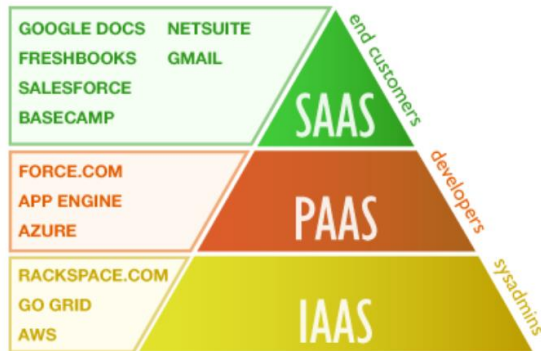 GOOGLE DOCS NETSUITE
FRESHBOOKS GMAIL
SALESFORCE
BASECAMP
SAAS
end customers
FORCE.COM
APP ENGINE
AZURE
PAAS
developers
RACKSPACE.COM
GO GRID
AWS
IAAS
sysadmins